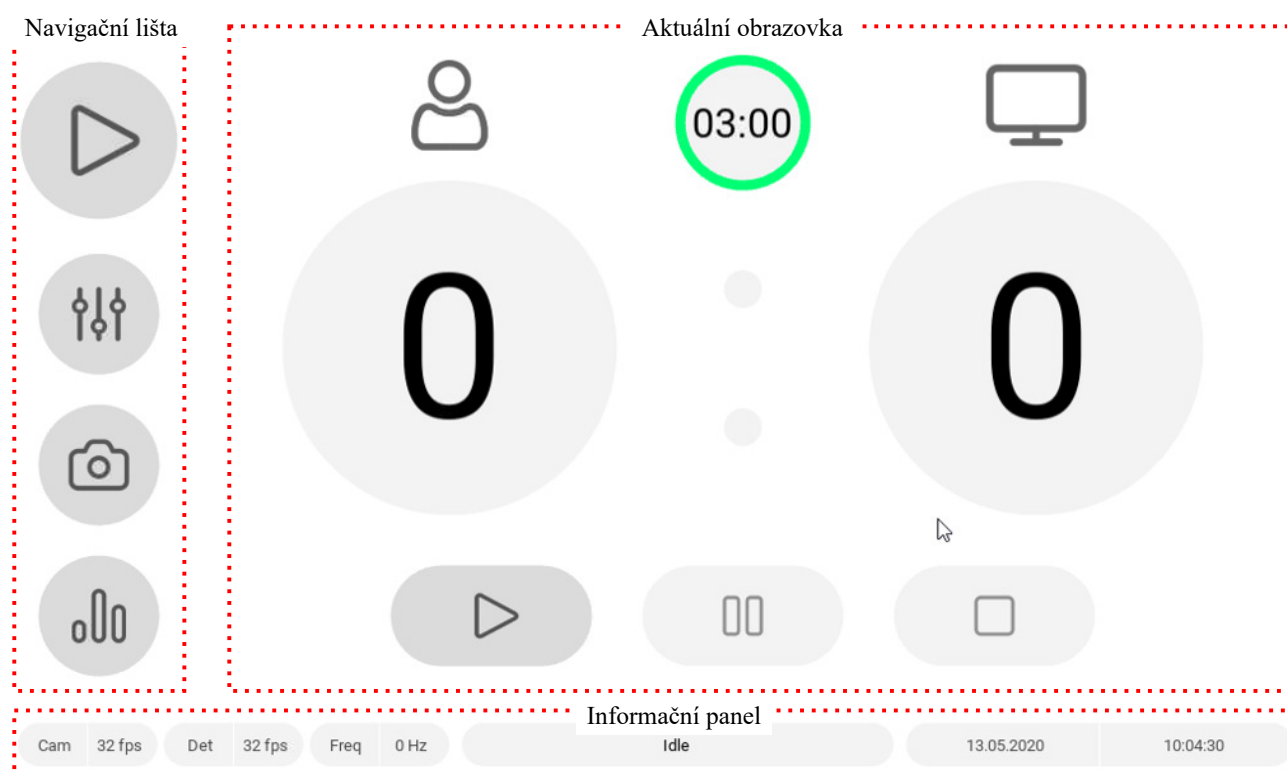 Navigační lišta
Aktuální obrazovka
03:00
0
0
Informační panel
Cam 32 fps Det 32 fps Freq 0 Hz Idle 13.05.2020 10:04:30